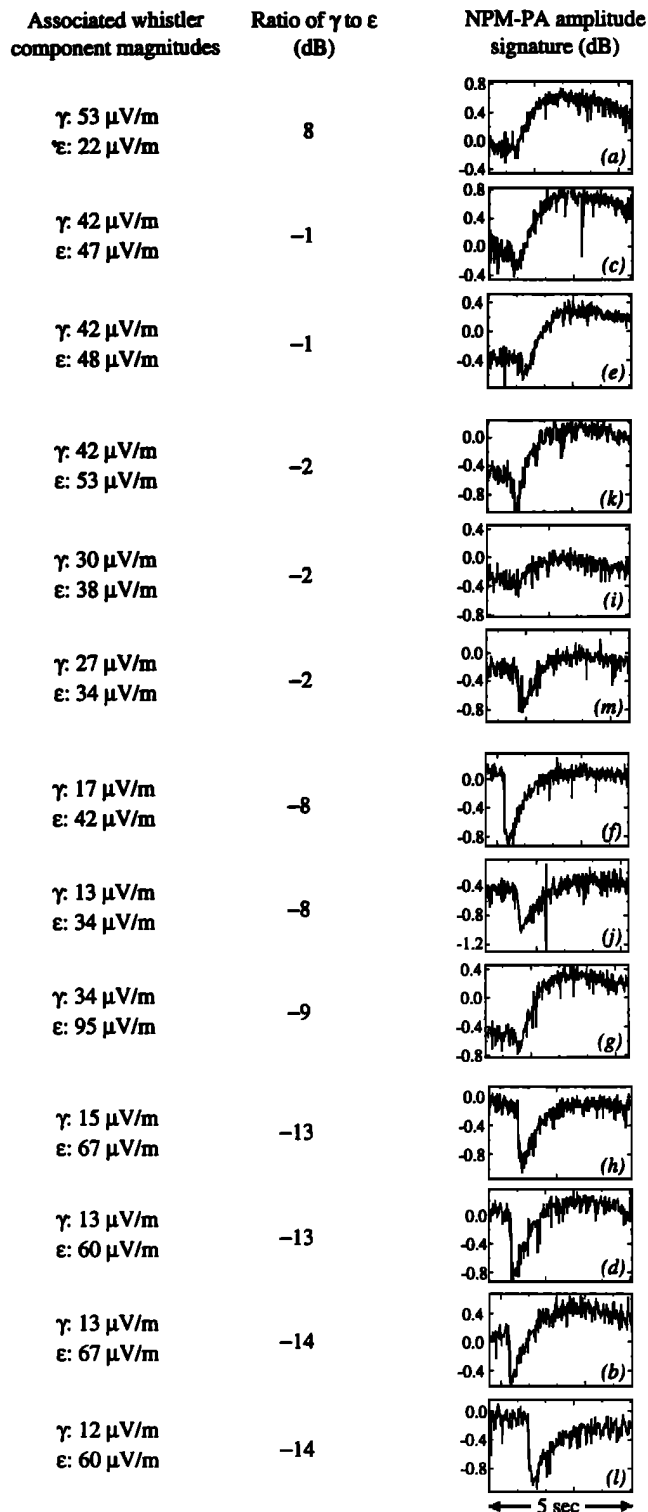 Associated whistler component magnitudes
Ratio of γ to ε (dB)
NPM-PA amplitude signature (dB)
γ: 53 μV/m
ε: 22 μV/m
8
0.8
0.4
0.0
-0.4
(a)
γ: 42 μV/m
ε: 47 μV/m
−1
0.8
0.4
0.0
-0.4
(c)
γ: 42 μV/m
ε: 48 μV/m
−1
0.4
0.0
-0.4
(e)
γ: 42 μV/m
ε: 53 μV/m
−2
0.0
-0.4
-0.8
(k)
γ: 30 μV/m
ε: 38 μV/m
−2
0.4
0.0
-0.4
-0.8
(i)
γ: 27 μV/m
ε: 34 μV/m
−2
0.0
-0.4
-0.8
(m)
γ: 17 μV/m
ε: 42 μV/m
−8
0.0
-0.4
-0.8
(f)
γ: 13 μV/m
ε: 34 μV/m
−8
-0.4
-0.8
-1.2
(j)
γ: 34 μV/m
ε: 95 μV/m
−9
0.4
0.0
-0.4
-0.8
(g)
γ: 15 μV/m
ε: 67 μV/m
−13
0.0
-0.4
-0.8
(h)
γ: 13 μV/m
ε: 60 μV/m
−13
0.0
-0.4
-0.8
(d)
γ: 13 μV/m
ε: 67 μV/m
−14
0.4
0.0
-0.4
(b)
γ: 12 μV/m
ε: 60 μV/m
−14
0.0
-0.4
-0.8
(l)
5 sec